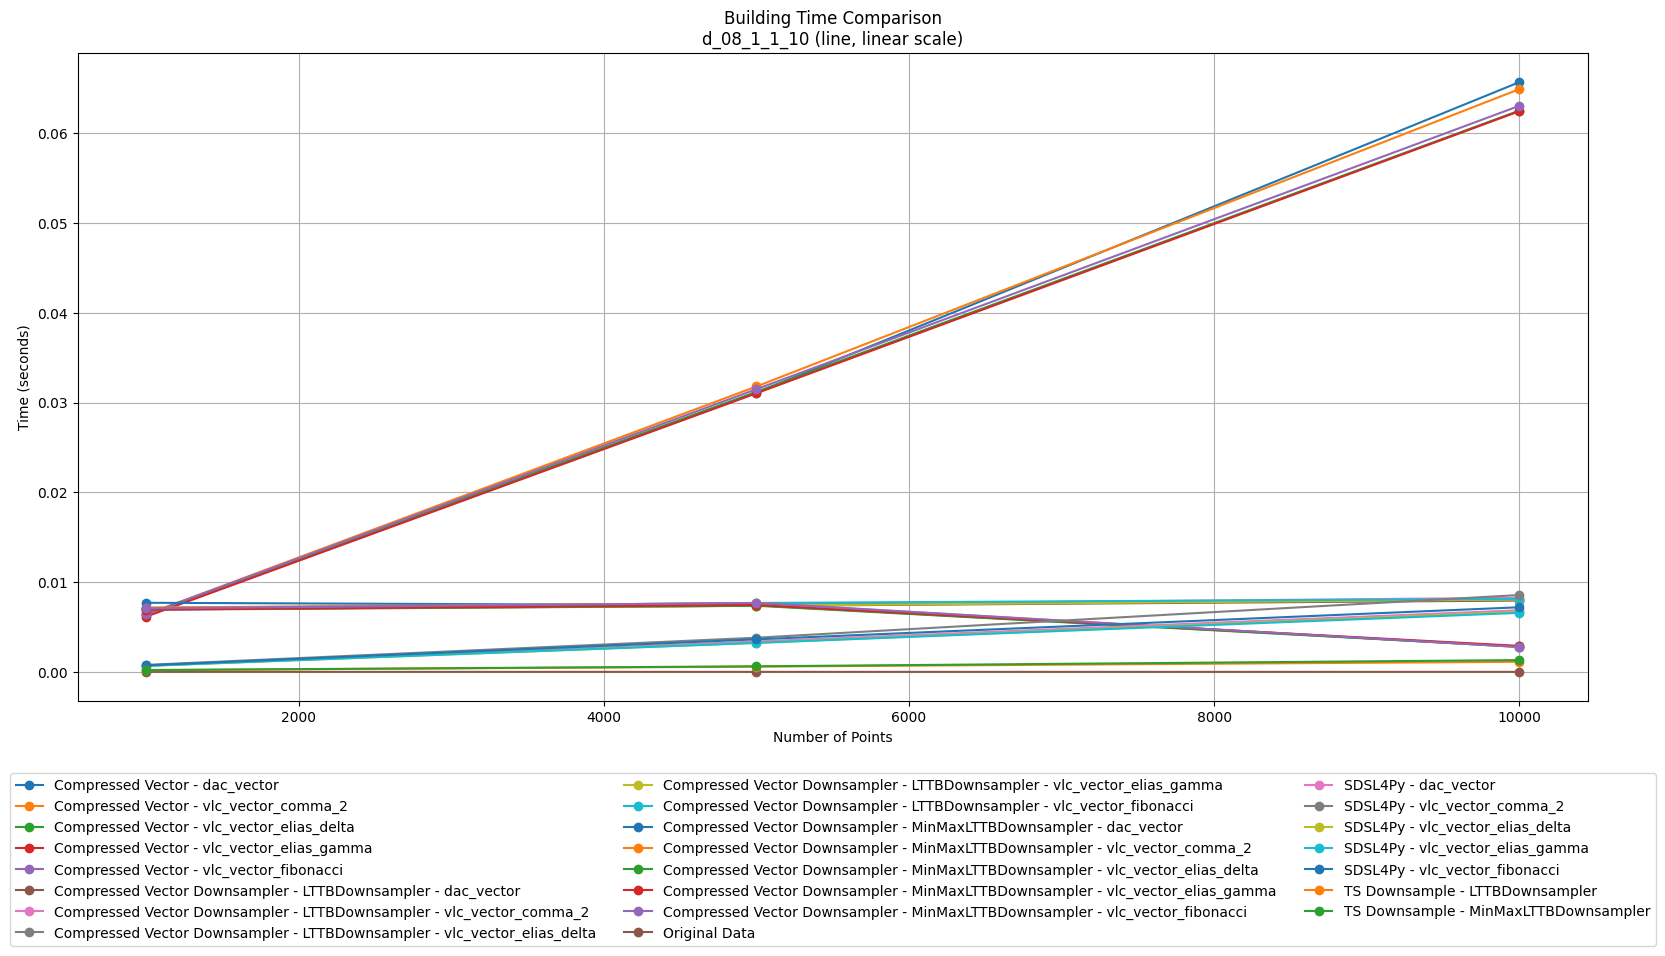 Building Time Comparison
d_08_1_1_10 (line, linear scale)
Time (seconds)
0.06
0.05
0.04
0.03
0.02
0.01
0.00
2000 4000 6000 8000 10000
Number of Points
Compressed Vector - dac_vector
Compressed Vector - vlc_vector_comma_2
Compressed Vector - vlc_vector_elias_delta
Compressed Vector - vlc_vector_elias_gamma
Compressed Vector - vlc_vector_fibonacci
Compressed Vector Downsampler - LTTBDownsampler - dac_vector
Compressed Vector Downsampler - LTTBDownsampler - vlc_vector_comma_2
Compressed Vector Downsampler - LTTBDownsampler - vlc_vector_elias_delta
Compressed Vector Downsampler - LTTBDownsampler - vlc_vector_elias_gamma
Compressed Vector Downsampler - LTTBDownsampler - vlc_vector_fibonacci
Compressed Vector Downsampler - MinMaxLTTBDownsampler - dac_vector
Compressed Vector Downsampler - MinMaxLTTBDownsampler - vlc_vector_comma_2
Compressed Vector Downsampler - MinMaxLTTBDownsampler - vlc_vector_elias_delta
Compressed Vector Downsampler - MinMaxLTTBDownsampler - vlc_vector_elias_gamma
Compressed Vector Downsampler - MinMaxLTTBDownsampler - vlc_vector_fibonacci
Original Data
SDSL4Py - dac_vector
SDSL4Py - vlc_vector_comma_2
SDSL4Py - vlc_vector_elias_delta
SDSL4Py - vlc_vector_elias_gamma
SDSL4Py - vlc_vector_fibonacci
TS Downsample - LTTBDownsampler
TS Downsample - MinMaxLTTBDownsampler